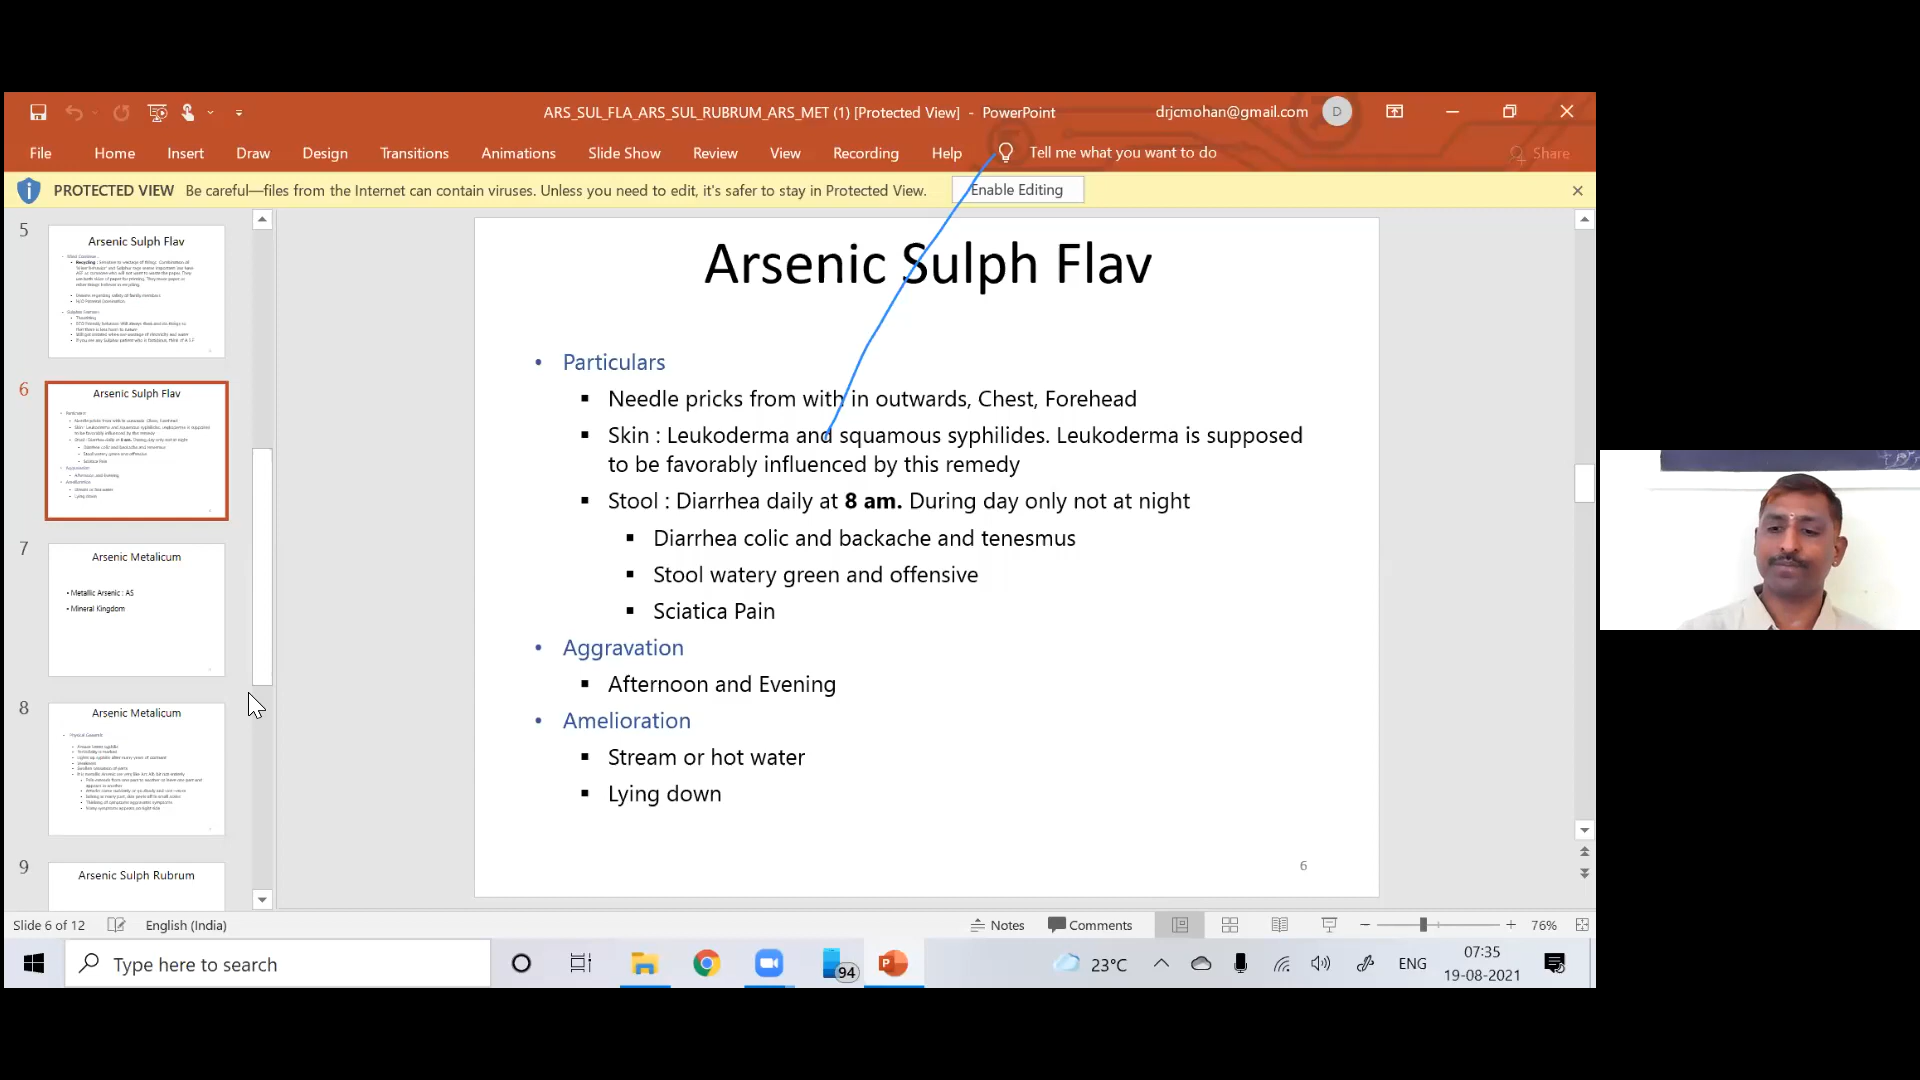 ARS_SUL_FLA_ARS_SUL_RUBRUM_ARS_MET (1) [Protected View] - PowerPoint
drjcmohan@gmail.com
D
File Home Insert Draw Design Transitions Animations Slide Show Review View Recording Help Tell me what you want to do Share
PROTECTED VIEW Be careful—files from the Internet can contain viruses. Unless you need to edit, it's safer to stay in Protected View. Enable Editing
5
Arsenic Sulph Flav
6
Arsenic Sulph Flav
7
Arsenic Metalicum
• Metallic Arsenic : AS
• Mineral Kingdom
8
Arsenic Metalicum
9
Arsenic Sulph Rubrum
Arsenic Sulph Flav
• Particulars
▪ Needle pricks from with in outwards, Chest, Forehead
▪ Skin : Leukoderma and squamous syphilides. Leukoderma is supposed
to be favorably influenced by this remedy
▪ Stool : Diarrhea daily at 8 am. During day only not at night
▪ Diarrhea colic and backache and tenesmus
▪ Stool watery green and offensive
▪ Sciatica Pain
• Aggravation
▪ Afternoon and Evening
• Amelioration
▪ Stream or hot water
▪ Lying down
6
Slide 6 of 12 English (India) Notes Comments 76%
Type here to search
94
23°C
ENG
07:35
19-08-2021